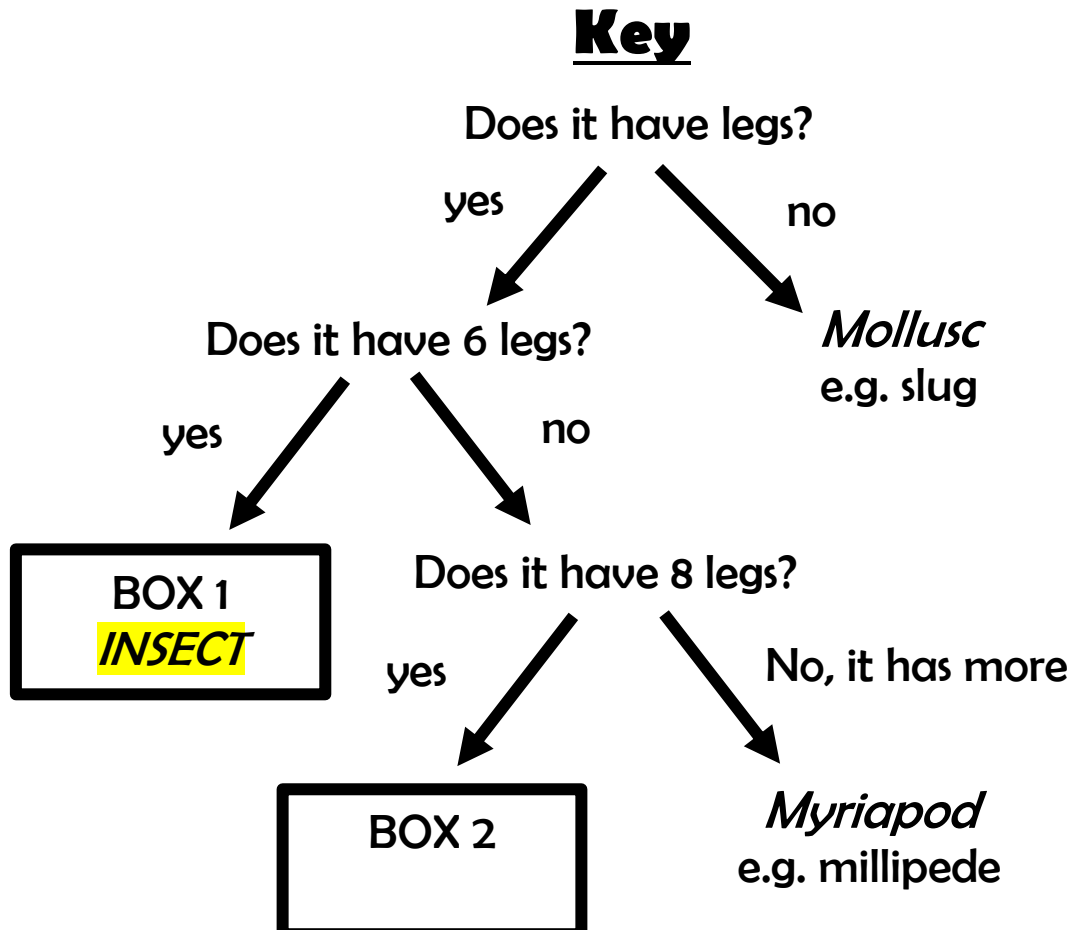 Key
Does it have legs?
yes
no
Does it have 6 legs?
Mollusc
e.g. slug
yes
no
BOX 1
INSECT
Does it have 8 legs?
yes
No, it has more
BOX 2
Myriapod
e.g. millipede